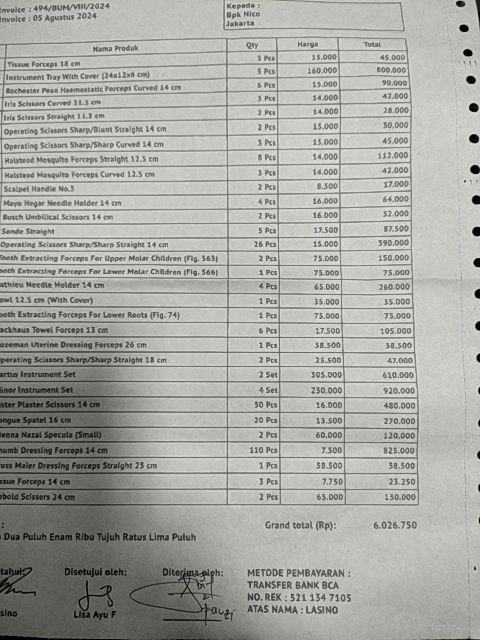 nvoice : 494/BUM/VIII/2024
nvoice : 05 Agustus 2024
Kepada :
Bpk Nico
Jakarta
Nama Produk Qty Harga Total
Tissue Forceps 18 cm 3 Pcs 15.000 45.000
Instrument Tray With Cover (24x12x6 cm) 5 Pcs 160.000 800.000
Rochester Pean Haemostatic Forceps Curved 14 cm 6 Pcs 15.000 90.000
Iris Scissors Curved 11.5 cm 3 Pcs 14.000 42.000
Iris Scissors Straight 11.5 cm 2 Pcs 14.000 28.000
Operating Scissors Sharp/Blunt Straight 14 cm 2 Pcs 15.000 30.000
Operating Scissors Sharp/Sharp Curved 14 cm 3 Pcs 15.000 45.000
Halstead Mosquito Forceps Straight 12.5 cm 8 Pcs 14.000 112.000
Halstead Mosquito Forceps Curved 12.5 cm 3 Pcs 14.000 42.000
Scalpel Handle No.3 2 Pcs 8.500 17.000
Mayo Hegar Needle Holder 14 cm 4 Pcs 16.000 64.000
Busch Umbilical Scissors 14 cm 2 Pcs 16.000 32.000
Sonde Straight 5 Pcs 17.500 87.500
Operating Scissors Sharp/Sharp Straight 14 cm 26 Pcs 15.000 390.000
Tooth Extracting Forceps For Upper Molar Children (Fig. 563) 2 Pcs 75.000 150.000
ooth Extracting Forceps For Lower Molar Children (Fig. 566) 1 Pcs 75.000 75.000
athieu Needle Holder 14 cm 4 Pcs 65.000 260.000
owl 12.5 cm (With Cover) 1 Pcs 35.000 35.000
ooth Extracting Forceps For Lower Roots (Fig. 74) 1 Pcs 75.000 75.000
ackhaus Towel Forceps 13 cm 6 Pcs 17.500 105.000
ozeman Uterine Dressing Forceps 26 cm 1 Pcs 38.500 38.500
perating Scissors Sharp/Sharp Straight 18 cm 2 Pcs 23.500 47.000
artus Instrument Set 2 Set 305.000 610.000
inor Instrument Set 4 Set 230.000 920.000
ster Plaster Scissors 14 cm 30 Pcs 16.000 480.000
ongue Spatel 16 cm 20 Pcs 13.500 270.000
ienna Nazal Specula (Small) 2 Pcs 60.000 120.000
humb Dressing Forceps 14 cm 110 Pcs 7.500 825.000
ross Maier Dressing Forceps Straight 25 cm 1 Pcs 38.500 38.500
ssue Forceps 14 cm 3 Pcs 7.750 23.250
ebold Scissors 24 cm 2 Pcs 65.000 130.000
Grand total (Rp): 6.026.750
Dua Puluh Enam Ribu Tujuh Ratus Lima Puluh
tahui: Disetujui oleh: Diterima oleh:
sino Lisa Ayu F
METODE PEMBAYARAN :
TRANSFER BANK BCA
NO. REK : 521 134 7105
ATAS NAMA : LASINO